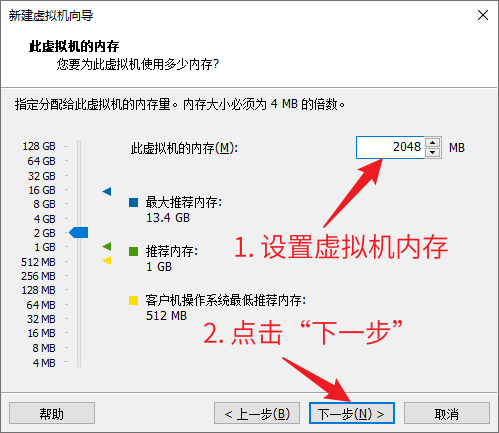 新建虚拟机向导
此虚拟机的内存
您要为此虚拟机使用多少内存?
指定分配给此虚拟机的内存量。内存大小必须为 4 MB 的倍数。
128 GB
64 GB
32 GB
16 GB
8 GB
4 GB
2 GB
1 GB
512 MB
256 MB
128 MB
64 MB
32 MB
16 MB
8 MB
4 MB
此虚拟机的内存(M):
2048 MB
最大推荐内存:
13.4 GB
1. 设置虚拟机内存
推荐内存:
1 GB
客户机操作系统最低推荐内存:
512 MB
2. 点击“下一步”
帮助
< 上一步(B)
下一步(N) >
取消